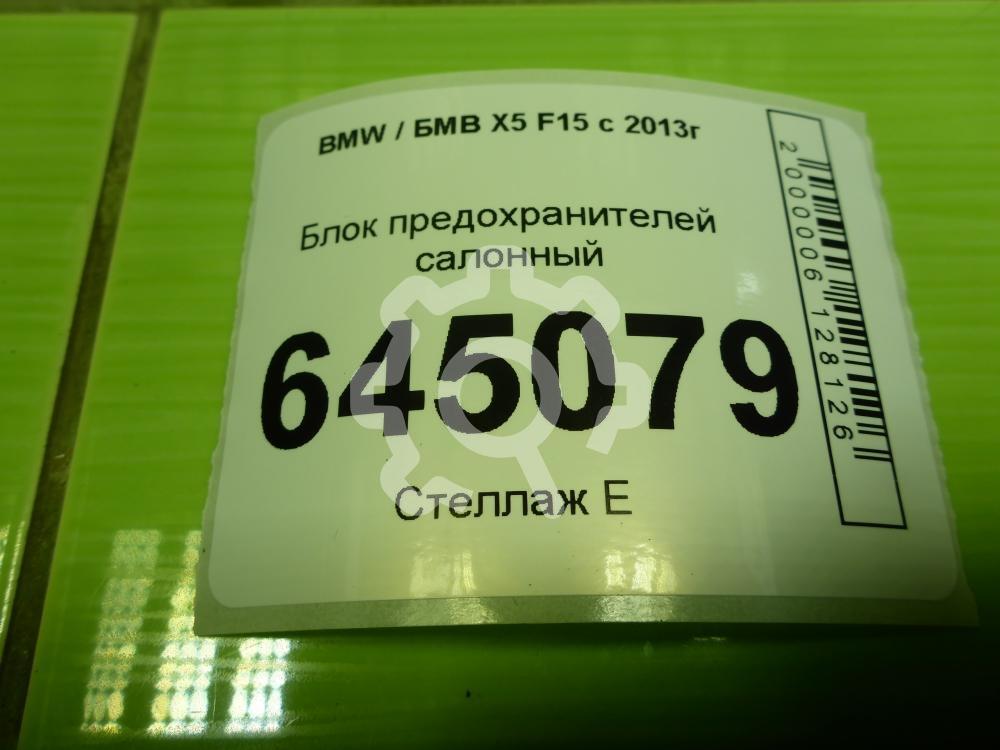 BMW / БМВ X5 F15 с 2013г
Блок предохранителей
салонный
645079
Стеллаж Е
2000006128126